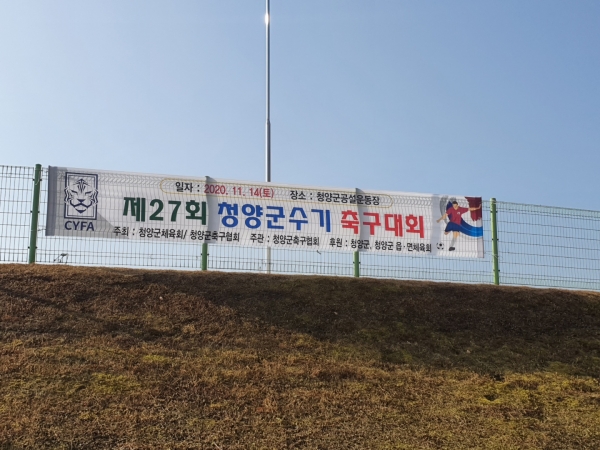 일자 : 2020. 11. 14(토) 장소 : 청양군공설운동장
제27회 청양군수기 축구대회
CYFA
주최 : 청양군체육회/ 청양군축구협회 주관 : 청양군축구협회 후원 : 청양군, 청양군 읍·면체육회